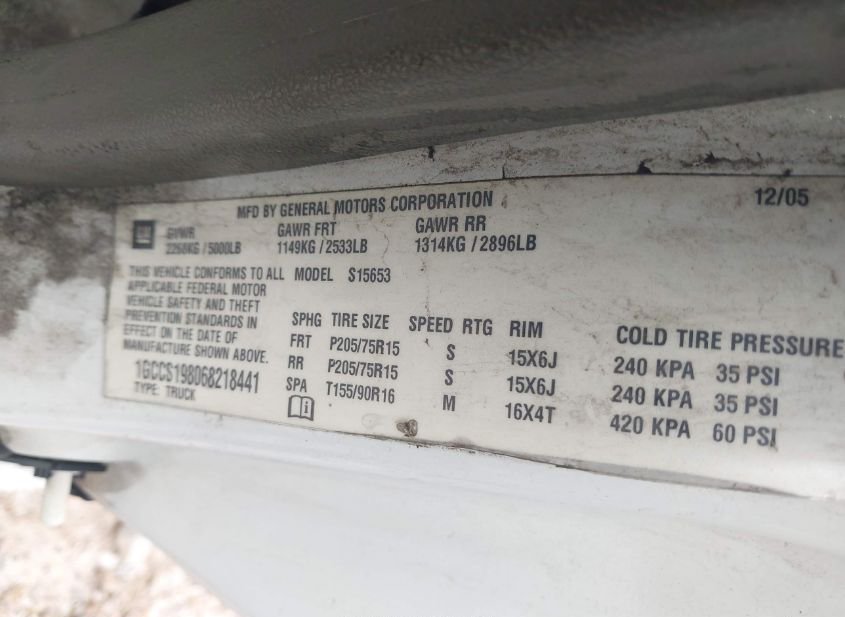 MFD BY GENERAL MOTORS CORPORATION 12/05
GM
GVWR GAWR FRT GAWR RR
2268KG / 5000LB 1149KG / 2533LB 1314KG / 2896LB
THIS VEHICLE CONFORMS TO ALL MODEL S15653
APPLICABLE FEDERAL MOTOR
VEHICLE SAFETY AND THEFT
PREVENTION STANDARDS IN
EFFECT ON THE DATE OF
MANUFACTURE SHOWN ABOVE.
1GCCS198068218441
TYPE: TRUCK
SPHG TIRE SIZE SPEED RTG RIM COLD TIRE PRESSURE
FRT P205/75R15 S 15X6J 240 KPA 35 PSI
RR P205/75R15 S 15X6J 240 KPA 35 PSI
SPA T155/90R16 M 16X4T 420 KPA 60 PSI